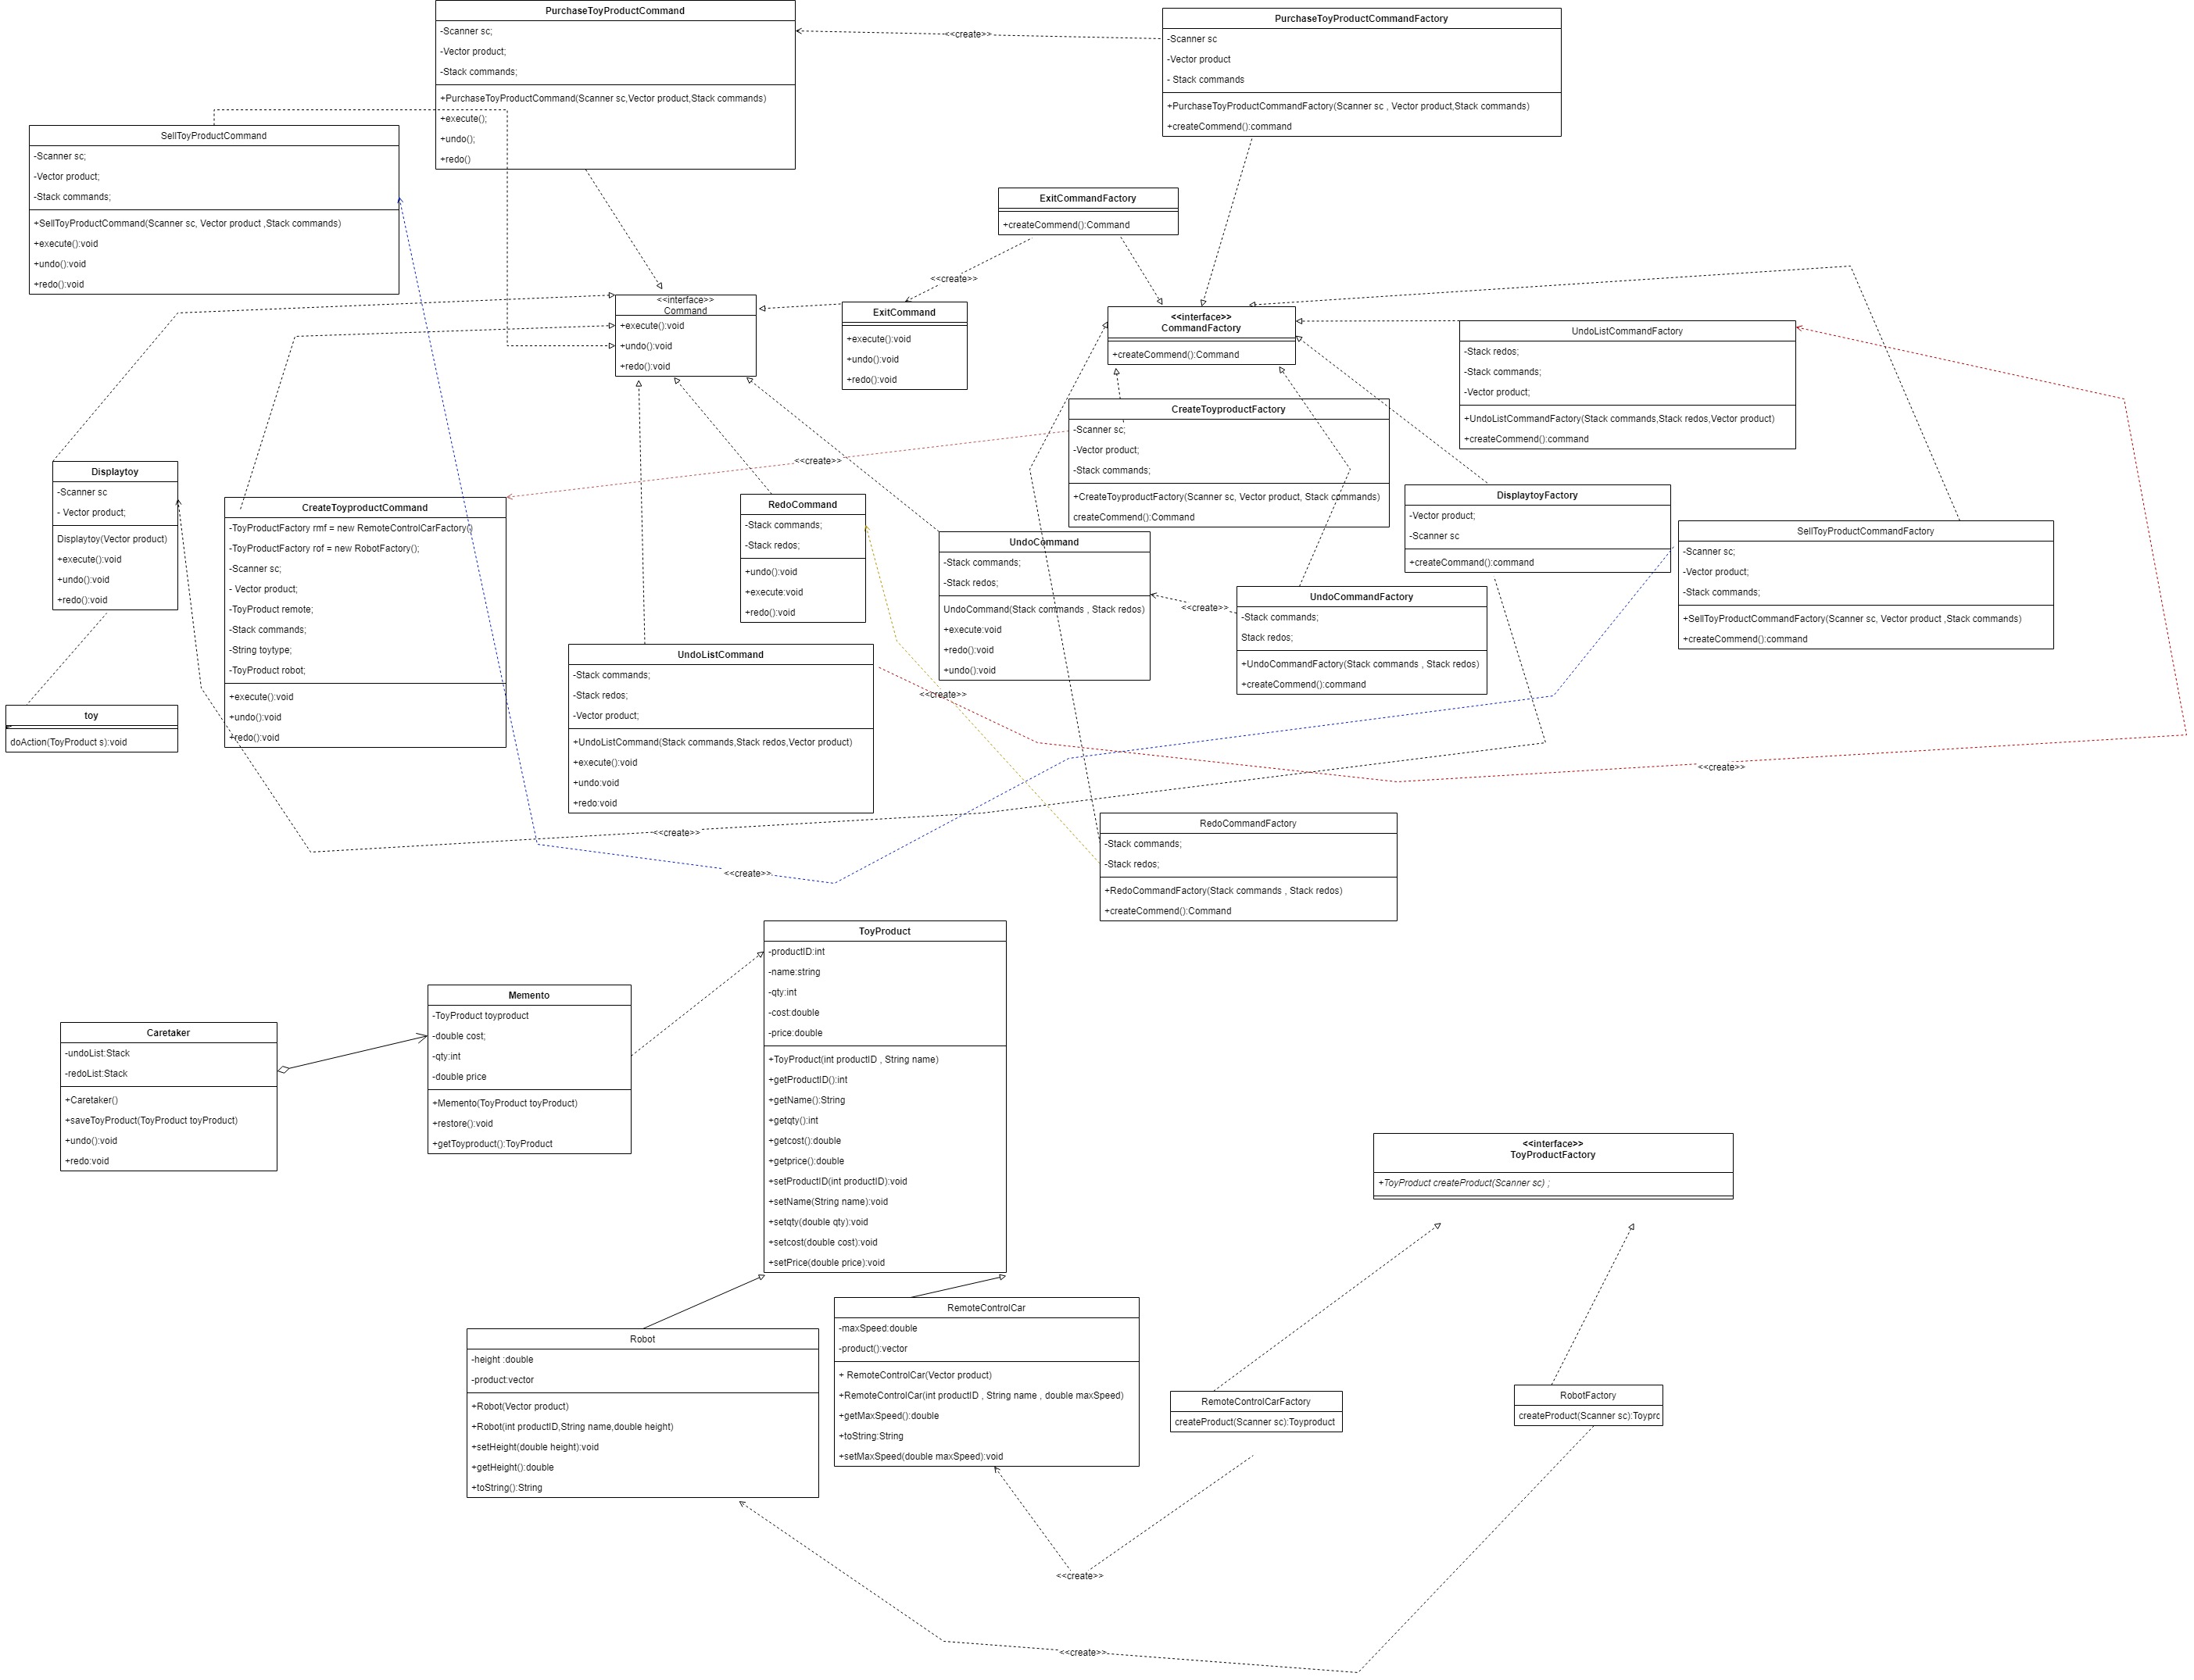 PurchaseToyProductCommand
-Scanner sc;
-Vector product;
-Stack commands;
+PurchaseToyProductCommand(Scanner sc,Vector product,Stack commands)
+execute();
+undo();
+redo()
<<create>>
PurchaseToyProductCommandFactory
-Scanner sc
-Vector product
- Stack commands
+PurchaseToyProductCommandFactory(Scanner sc , Vector product,Stack commands)
+createCommend():command
SellToyProductCommand
-Scanner sc;
-Vector product;
-Stack commands;
+SellToyProductCommand(Scanner sc, Vector product ,Stack commands)
+execute():void
+undo():void
+redo():void
ExitCommandFactory
+createCommend():Command
<<create>>
<<interface>>
Command
+execute():void
+undo():void
+redo():void
ExitCommand
+execute():void
+undo():void
+redo():void
<<interface>>
CommandFactory
+createCommend():Command
UndoListCommandFactory
-Stack redos;
-Stack commands;
-Vector product;
+UndoListCommandFactory(Stack commands,Stack redos,Vector product)
+createCommend():command
CreateToyproductFactory
-Scanner sc;
-Vector product;
-Stack commands;
+CreateToyproductFactory(Scanner sc, Vector product, Stack commands)
createCommend():Command
<<create>>
Displaytoy
-Scanner sc
- Vector product;
Displaytoy(Vector product)
+execute():void
+undo():void
+redo():void
CreateToyproductCommand
-ToyProductFactory rmf = new RemoteControlCarFactory()
-ToyProductFactory rof = new RobotFactory();
-Scanner sc;
- Vector product;
-ToyProduct remote;
-Stack commands;
-String toytype;
-ToyProduct robot;
+execute():void
+undo():void
+redo():void
RedoCommand
-Stack commands;
-Stack redos;
+undo():void
+execute:void
+redo():void
UndoCommand
-Stack commands;
-Stack redos;
UndoCommand(Stack commands , Stack redos)
+execute:void
+redo():void
+undo():void
<<create>>
DisplaytoyFactory
-Vector product;
-Scanner sc
+createCommand():command
SellToyProductCommandFactory
-Scanner sc;
-Vector product;
-Stack commands;
+SellToyProductCommandFactory(Scanner sc, Vector product ,Stack commands)
+createCommend():command
UndoCommandFactory
-Stack commands;
Stack redos;
+UndoCommandFactory(Stack commands , Stack redos)
+createCommend():command
UndoListCommand
-Stack commands;
-Stack redos;
-Vector product;
+UndoListCommand(Stack commands,Stack redos,Vector product)
+execute():void
+undo:void
+redo:void
<<create>>
toy
doAction(ToyProduct s):void
<<create>>
<<create>>
<<create>>
RedoCommandFactory
-Stack commands;
-Stack redos;
+RedoCommandFactory(Stack commands , Stack redos)
+createCommend():Command
ToyProduct
-productID:int
-name:string
-qty:int
-cost:double
-price:double
+ToyProduct(int productID , String name)
+getProductID():int
+getName():String
+getqty():int
+getcost():double
+getprice():double
+setProductID(int productID):void
+setName(String name):void
+setqty(double qty):void
+setcost(double cost):void
+setPrice(double price):void
Memento
-ToyProduct toyproduct
-double cost;
-qty:int
-double price
+Memento(ToyProduct toyProduct)
+restore():void
+getToyproduct():ToyProduct
Caretaker
-undoList:Stack
-redoList:Stack
+Caretaker()
+saveToyProduct(ToyProduct toyProduct)
+undo():void
+redo:void
<<interface>>
ToyProductFactory
+ToyProduct createProduct(Scanner sc) ;
RemoteControlCar
-maxSpeed:double
-product():vector
+ RemoteControlCar(Vector product)
+RemoteControlCar(int productID , String name , double maxSpeed)
+getMaxSpeed():double
+toString:String
+setMaxSpeed(double maxSpeed):void
Robot
-height :double
-product:vector
+Robot(Vector product)
+Robot(int productID,String name,double height)
+setHeight(double height):void
+getHeight():double
+toString():String
RemoteControlCarFactory
createProduct(Scanner sc):Toyproduct
RobotFactory
createProduct(Scanner sc):Toyprc
<<create>>
<<create>>